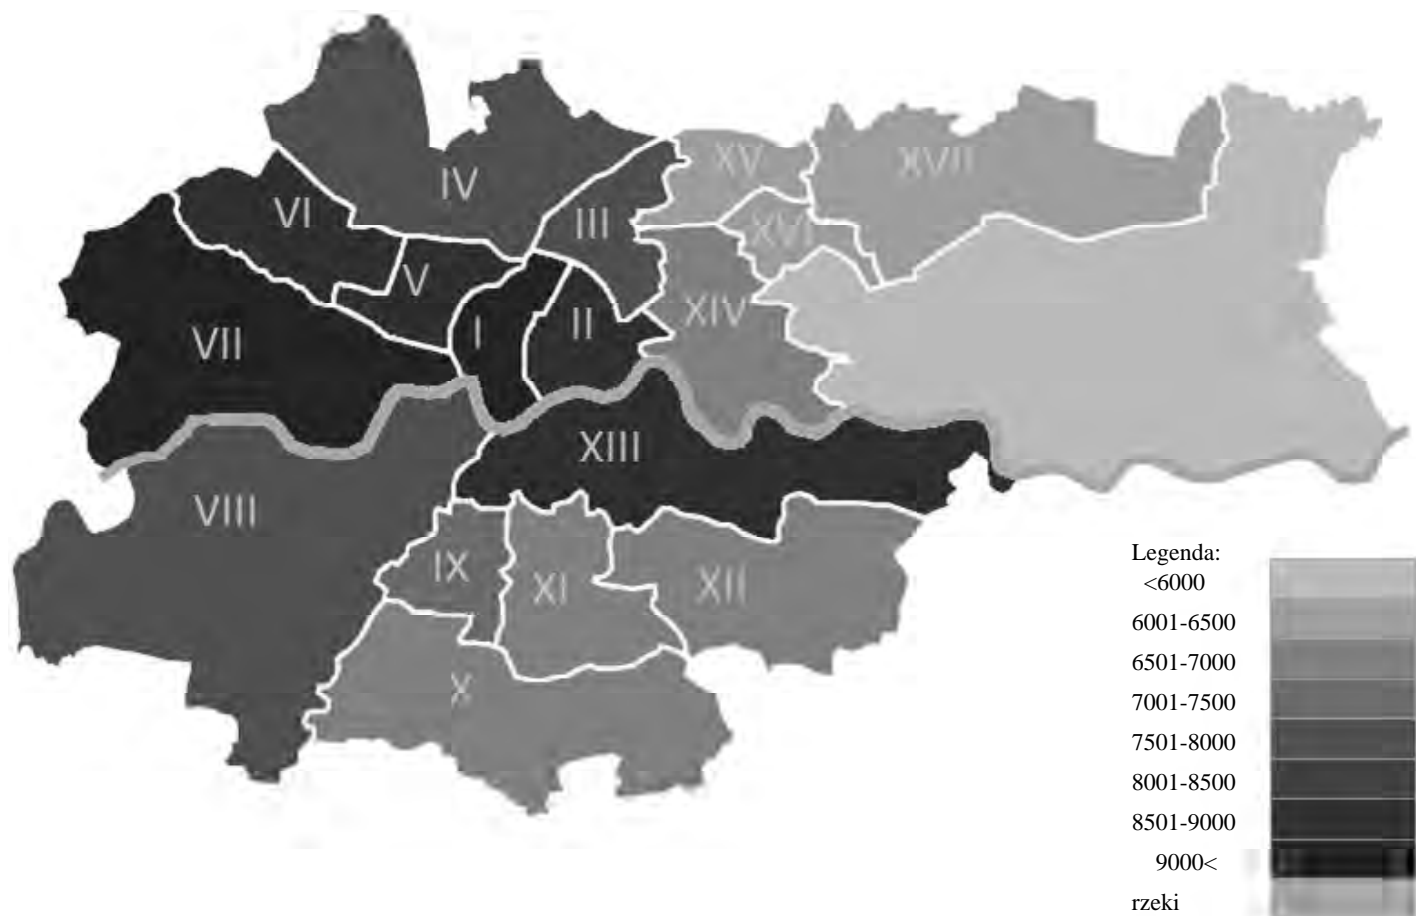 IV
XV
XVII
VI
III
XVI
V
XIV
II
I
VII
XIII
VIII
IX
XI
XII
X
Legenda:
<6000
6001-6500
6501-7000
7001-7500
7501-8000
8001-8500
8501-9000
9000<
rzeki